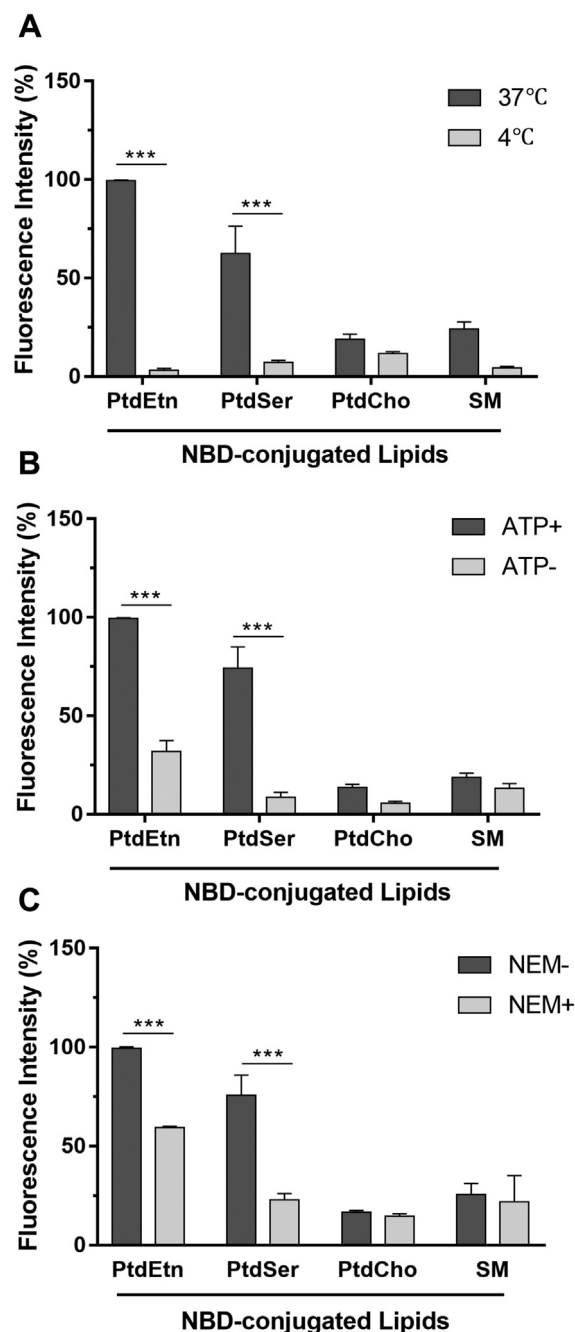 A
Fluorescence Intensity (%)
150
100
50
0
37℃
4℃
***
***
PtdEtn PtdSer PtdCho SM
NBD-conjugated Lipids
B
Fluorescence Intensity (%)
150
100
50
0
ATP+
ATP-
***
***
PtdEtn PtdSer PtdCho SM
NBD-conjugated Lipids
C
Fluorescence Intensity (%)
150
100
50
0
NEM-
NEM+
***
***
PtdEtn PtdSer PtdCho SM
NBD-conjugated Lipids